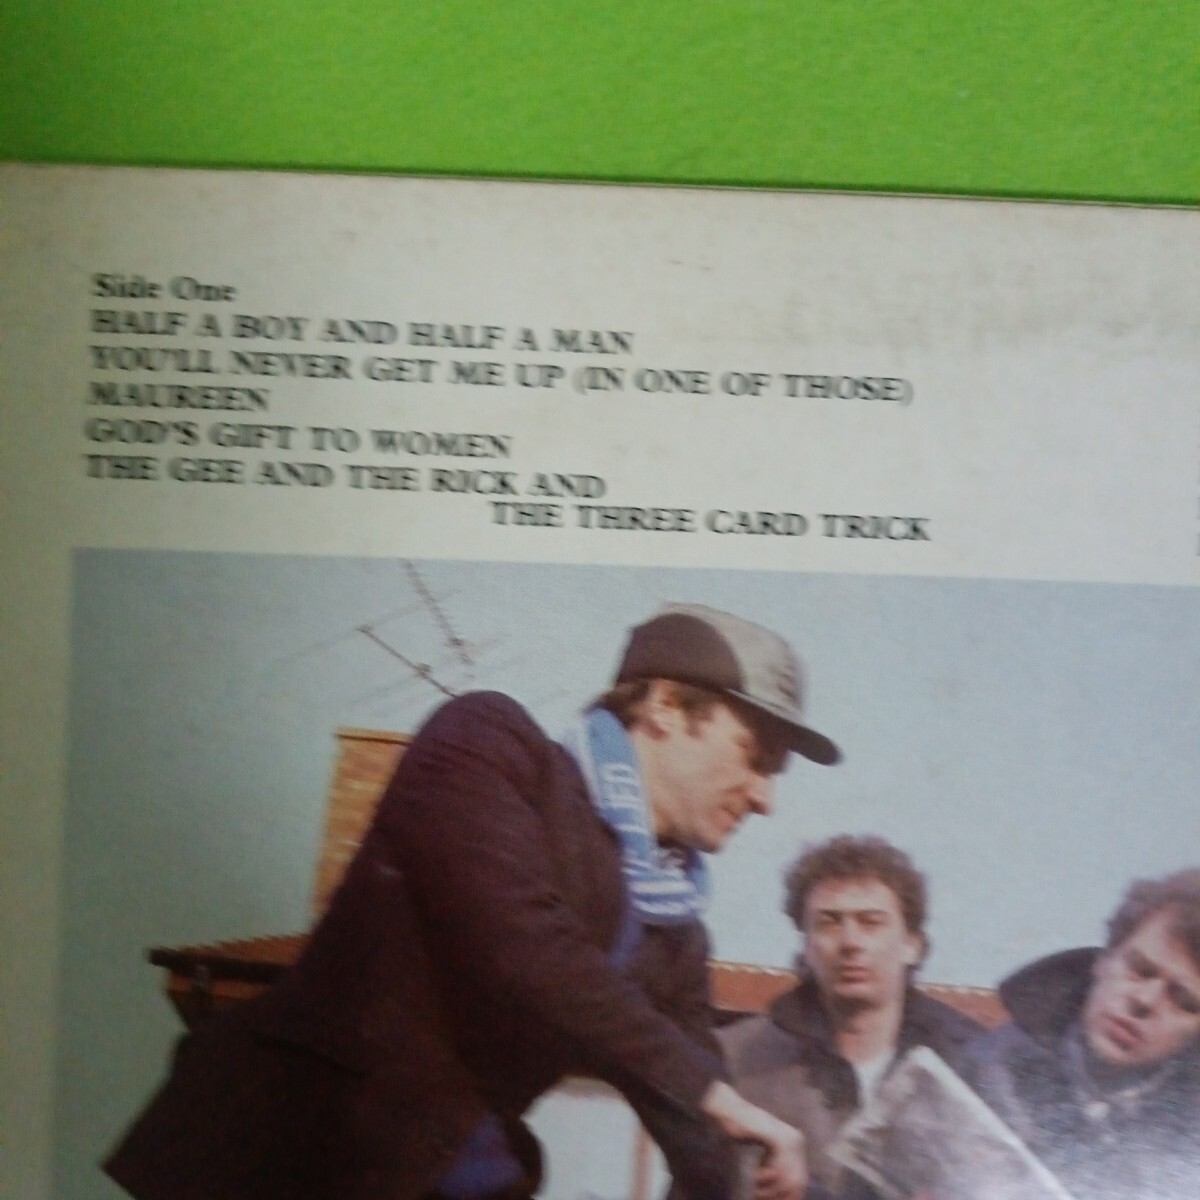 Side One
HALF A BOY AND HALF A MAN
YOU'LL NEVER GET ME UP (IN ONE OF THOSE)
MAUREEN
GOD'S GIFT TO WOMEN
THE GEE AND THE RICK AND
THE THREE CARD TRICK